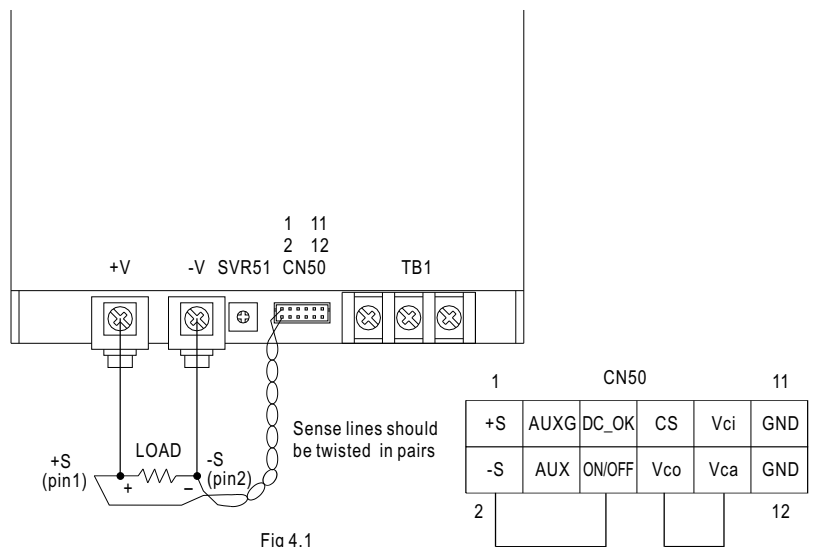 1 11
2 12
+V -V SVR51 CN50 TB1
Sense lines should
be twisted in pairs
+S
(pin1)
LOAD
+ −
-S
(pin2)
Fig 4.1
1 CN50 11
+S AUXG DC_OK CS Vci GND
-S AUX ON/OFF Vco Vca GND
2 12